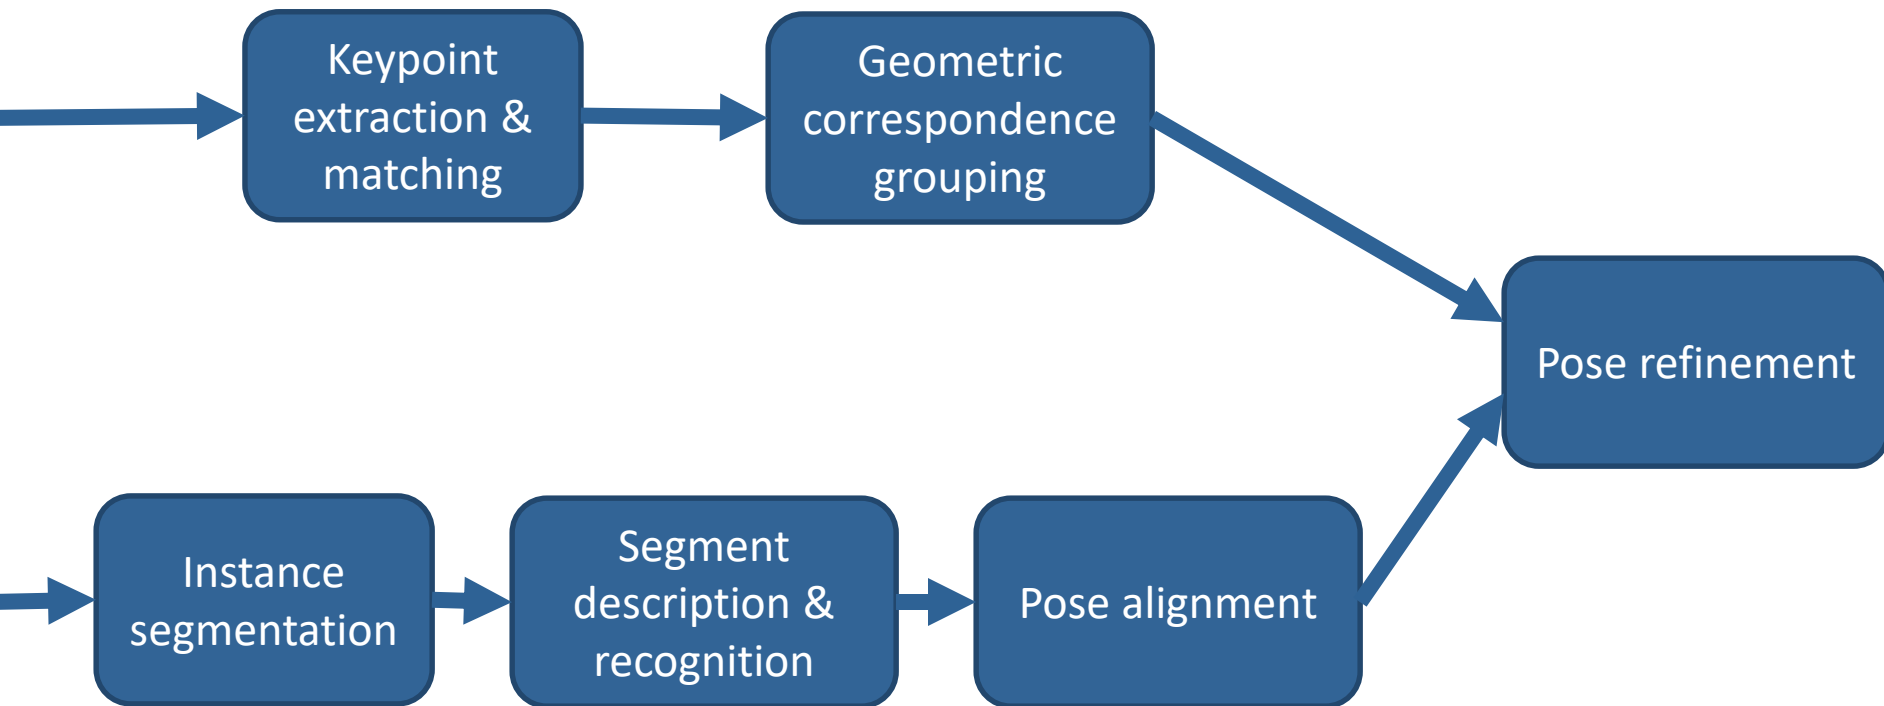 Keypoint
extraction &
matching
Geometric
correspondence
grouping
Pose refinement
Instance
segmentation
Segment
description &
recognition
Pose alignment